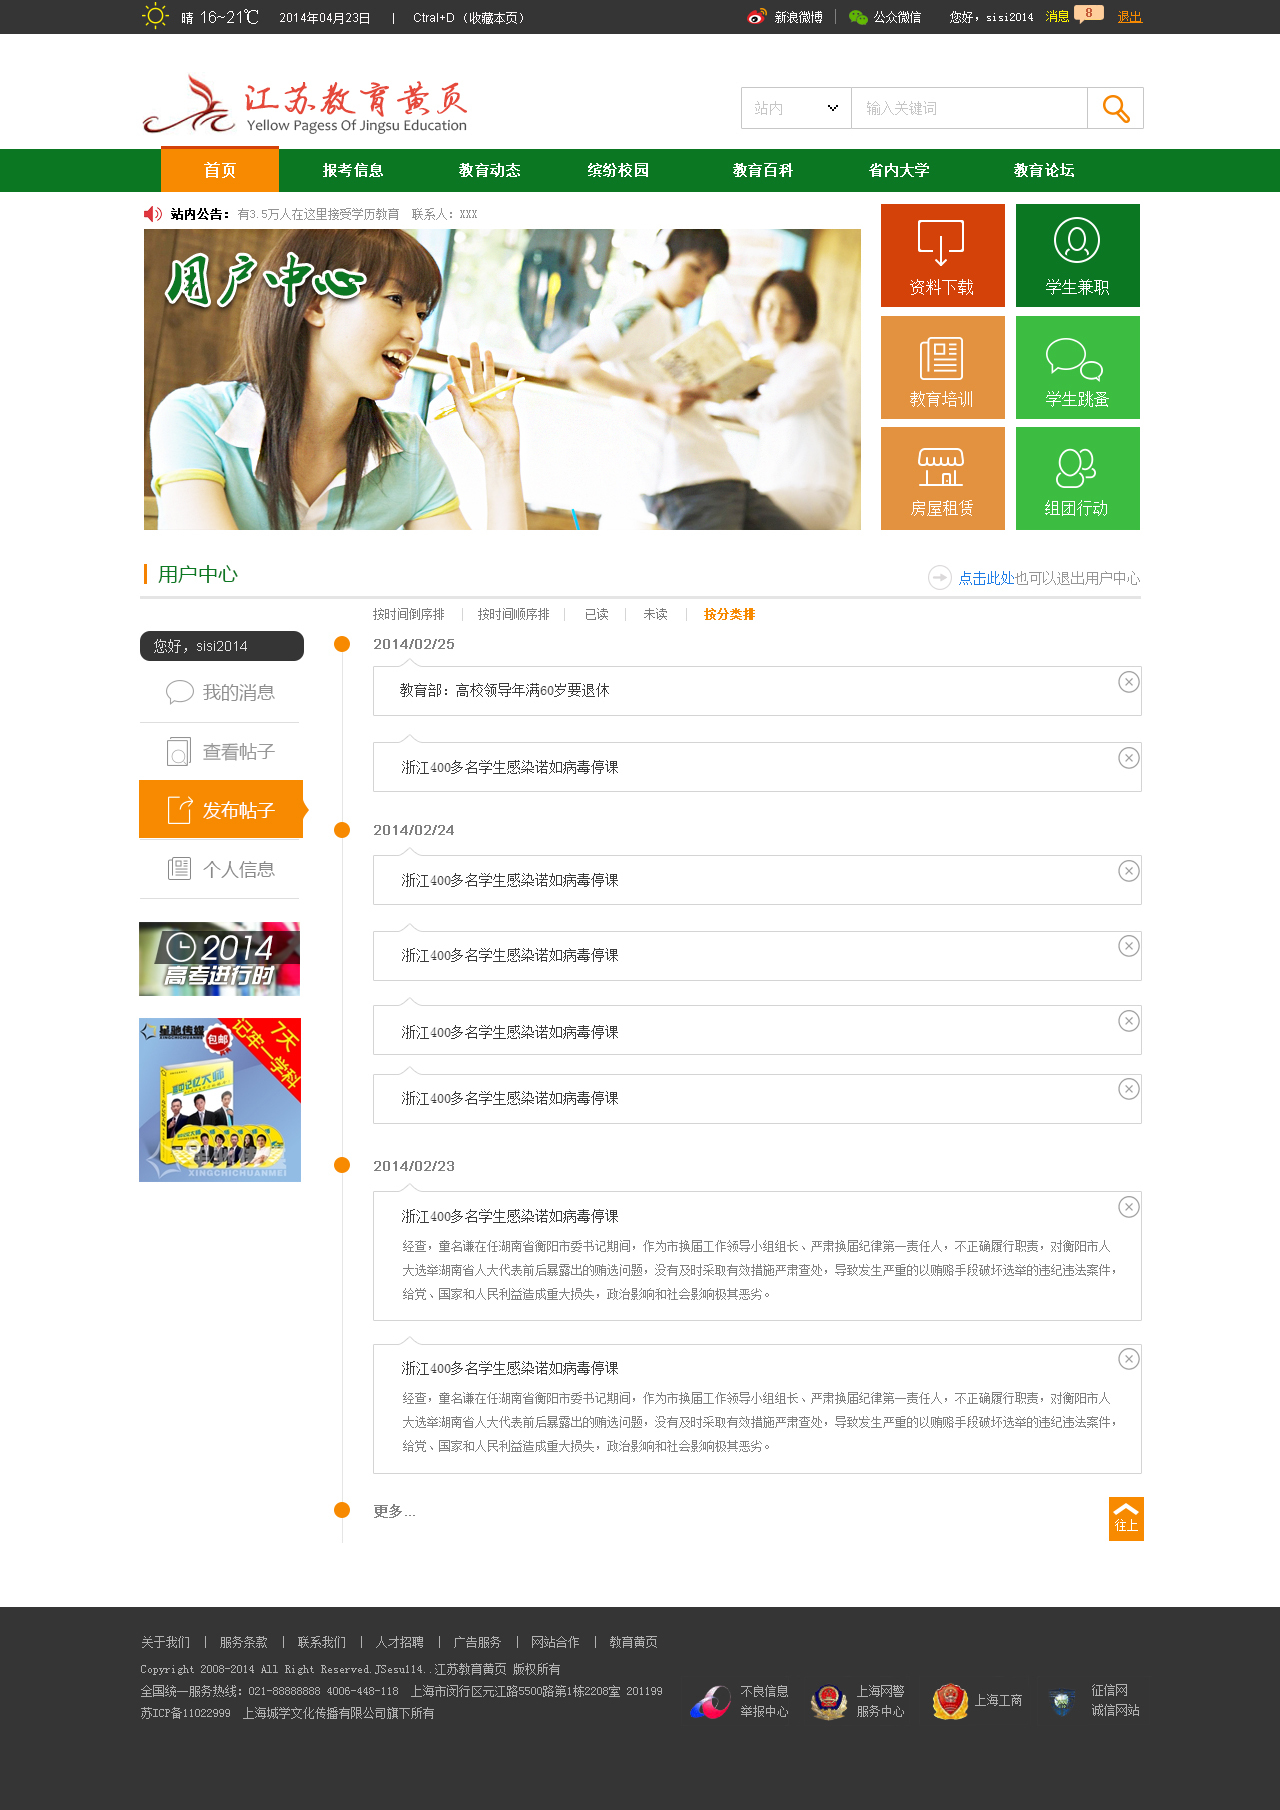 晴 16~21℃ 2014年04月23日 | Ctral+D（收藏本页） 新浪微博 公众微信 您好，sisi2014 消息 8 退出
江苏教育黄页
Yellow Pagess Of Jingsu Education
站内 输入关键词
首页 报考信息 教育动态 缤纷校园 教育百科 省内大学 教育论坛
站内公告： 有3.5万人在这里接受学历教育 联系人：XXX
用户中心
资料下载 学生兼职
教育培训 学生跳蚤
房屋租赁 组团行动
用户中心 点击此处也可以退出用户中心
按时间倒序排 按时间顺序排 已读 未读 按分类排
您好，sisi2014
我的消息
查看帖子
发布帖子
个人信息
2014
高考进行时
星驰传媒
XINGCHICHUANMEI
包邮
7天
记牢一学科
高中记忆大师
XINGCHICHUANMEI
2014/02/25
教育部：高校领导年满60岁要退休
浙江400多名学生感染诺如病毒停课
2014/02/24
浙江400多名学生感染诺如病毒停课
浙江400多名学生感染诺如病毒停课
浙江400多名学生感染诺如病毒停课
浙江400多名学生感染诺如病毒停课
2014/02/23
浙江400多名学生感染诺如病毒停课
经查，童名谦在任湖南省衡阳市委书记期间，作为市换届工作领导小组组长、严肃换届纪律第一责任人，不正确履行职责，对衡阳市人
大选举湖南省人大代表前后暴露出的贿选问题，没有及时采取有效措施严肃查处，导致发生严重的以贿赂手段破坏选举的违纪违法案件，
给党、国家和人民利益造成重大损失，政治影响和社会影响极其恶劣。
浙江400多名学生感染诺如病毒停课
经查，童名谦在任湖南省衡阳市委书记期间，作为市换届工作领导小组组长、严肃换届纪律第一责任人，不正确履行职责，对衡阳市人
大选举湖南省人大代表前后暴露出的贿选问题，没有及时采取有效措施严肃查处，导致发生严重的以贿赂手段破坏选举的违纪违法案件，
给党、国家和人民利益造成重大损失，政治影响和社会影响极其恶劣。
更多...
往上
关于我们 | 服务条款 | 联系我们 | 人才招聘 | 广告服务 | 网站合作 | 教育黄页
Copyright 2008-2014 All Right Reserved.JSesu114..江苏教育黄页 版权所有
全国统一服务热线：021-88888888 4006-448-118 上海市闵行区元江路5500路第1栋2208室 201199
苏ICP备11022999 上海城学文化传播有限公司旗下所有
不良信息
举报中心
上海网警
服务中心
上海工商
征信网
诚信网站